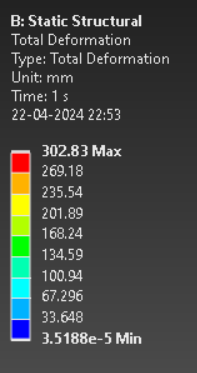 B: Static Structural
Total Deformation
Type: Total Deformation
Unit: mm
Time: 1 s
22-04-2024 22:53
302.83 Max
269.18
235.54
201.89
168.24
134.59
100.94
67.296
33.648
3.5188e-5 Min